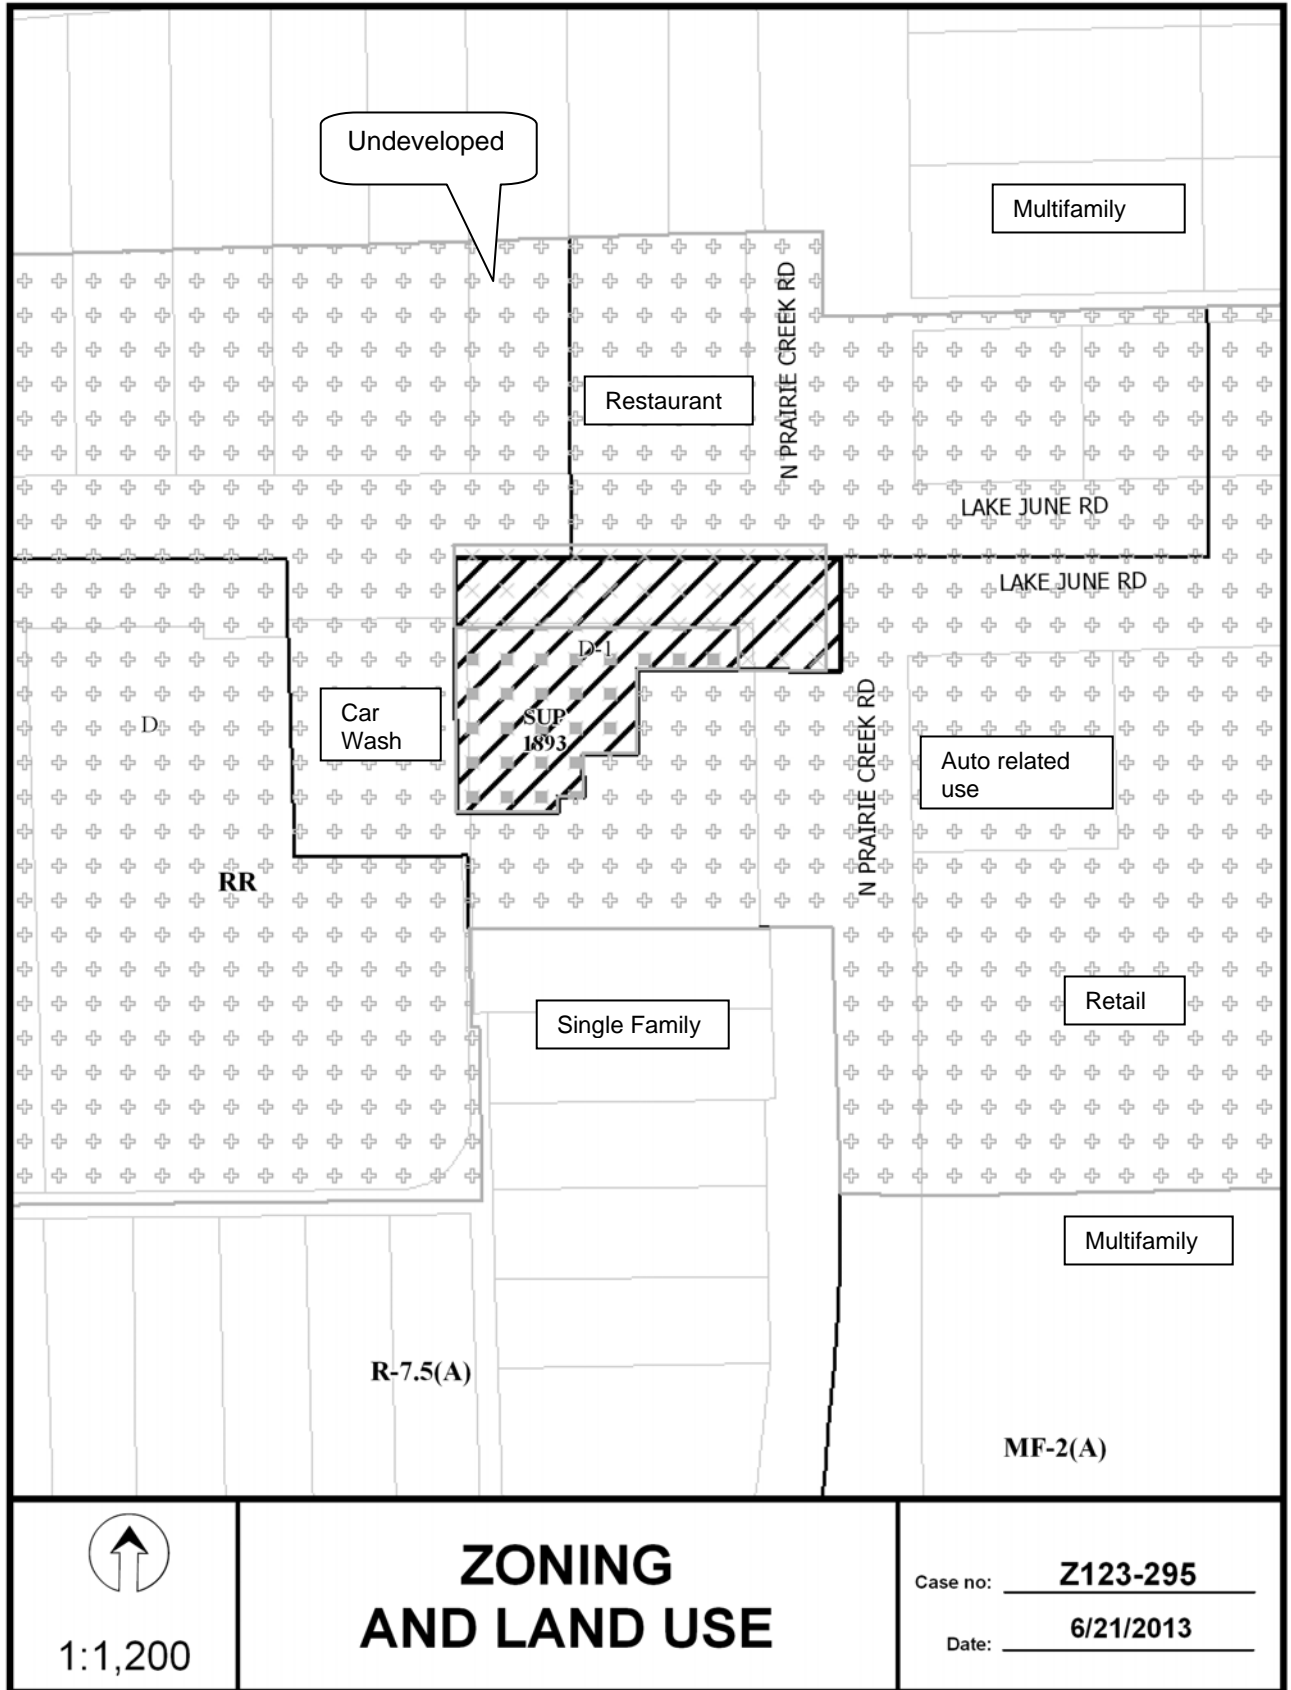 Undeveloped
Multifamily
N PRAIRIE CREEK RD
Restaurant
LAKE JUNE RD
LAKE JUNE RD
D-1
SUP
1893
Car
Wash
D
N PRAIRIE CREEK RD
Auto related
use
RR
Retail
Single Family
Multifamily
R-7.5(A)
MF-2(A)
1:1,200
ZONING
AND LAND USE
Case no: Z123-295
Date: 6/21/2013